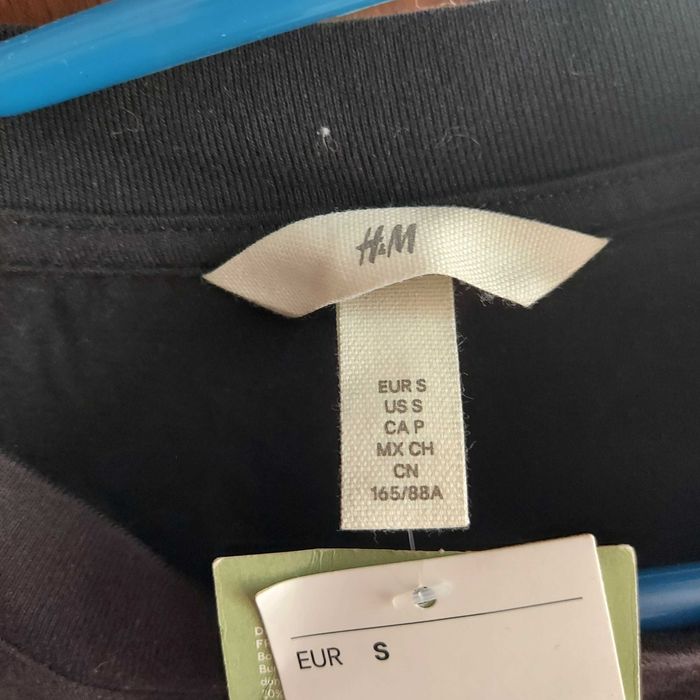 H&M
EUR S
US S
CA P
MX CH
CN
165/88A
EUR S